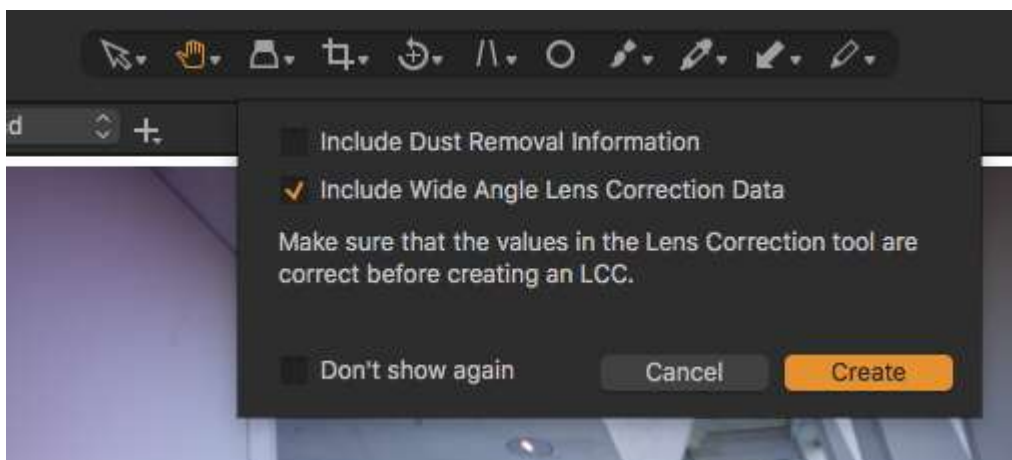 d
Include Dust Removal Information
Include Wide Angle Lens Correction Data
Make sure that the values in the Lens Correction tool are
correct before creating an LCC.
Don't show again
Cancel
Create